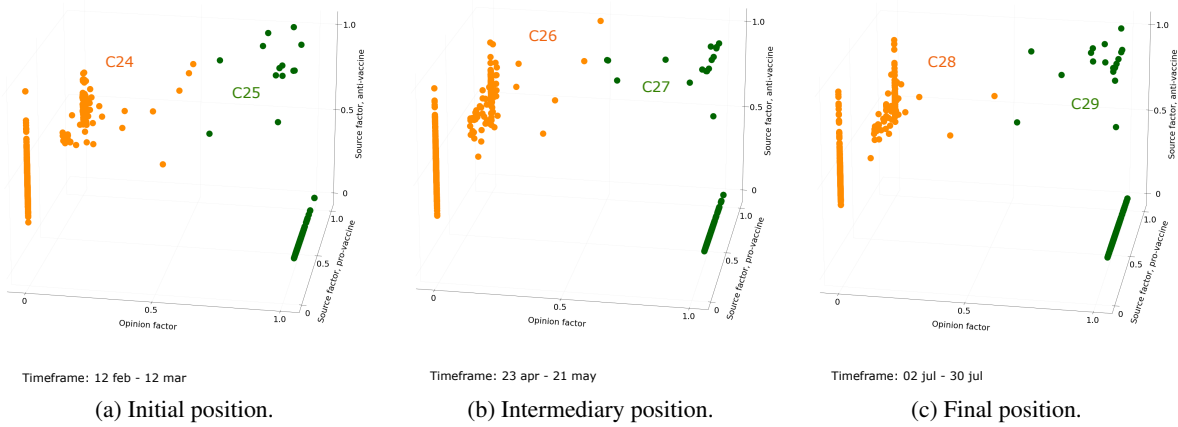 C24
C25
1.0
0.5
0
Source factor, anti-vaccine
1.0
0.5
0
Source factor, pro-vaccine
0
0.5
1.0
Opinion factor
Timeframe: 12 feb - 12 mar
(a) Initial position.
C26
C27
1.0
0.5
0
Source factor, anti-vaccine
1.0
0.5
0
Source factor, pro-vaccine
0
0.5
1.0
Opinion factor
Timeframe: 23 apr - 21 may
(b) Intermediary position.
C28
C29
1.0
0.5
0
Source factor, anti-vaccine
1.0
0.5
0
Source factor, pro-vaccine
0
0.5
1.0
Opinion factor
Timeframe: 02 jul - 30 jul
(c) Final position.